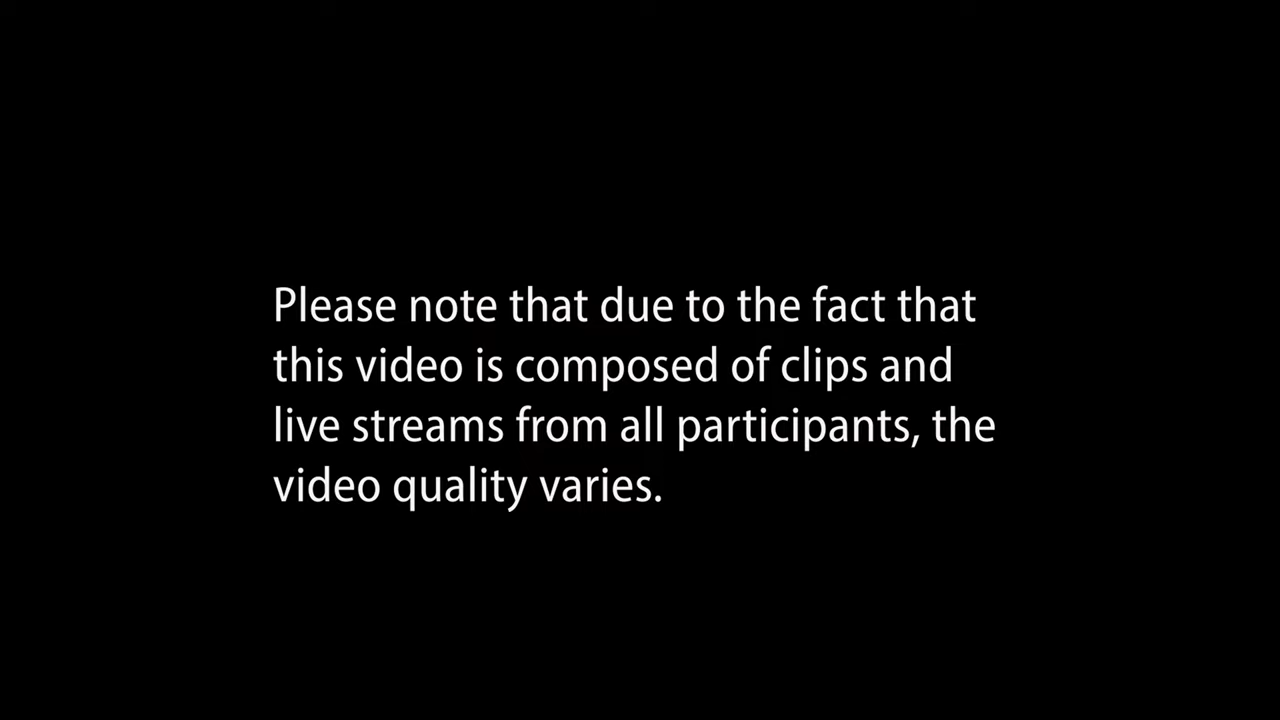 Please note that due to the fact that
this video is composed of clips and
live streams from all participants, the
video quality varies.